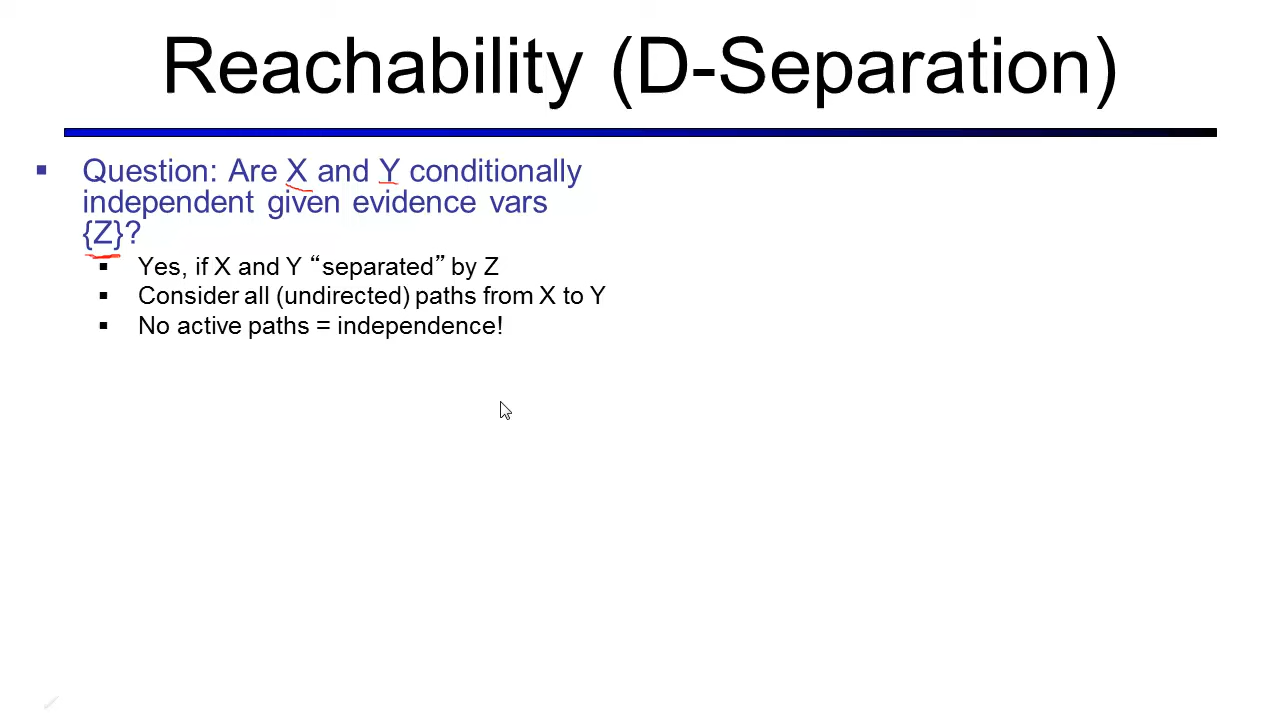 Reachability (D-Separation)
▪ Question: Are X and Y conditionally
independent given evidence vars
{Z}?
▪ Yes, if X and Y “separated” by Z
▪ Consider all (undirected) paths from X to Y
▪ No active paths = independence!